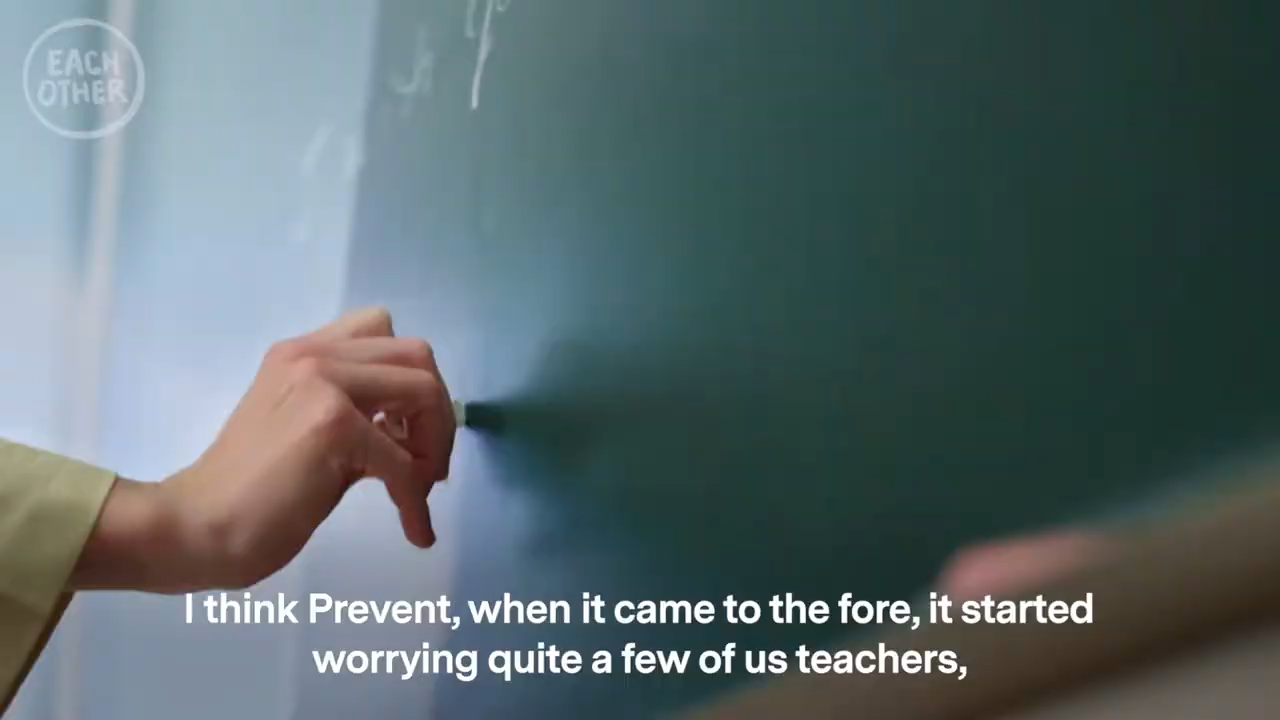 EACH
OTHER
I think Prevent, when it came to the fore, it started
worrying quite a few of us teachers,